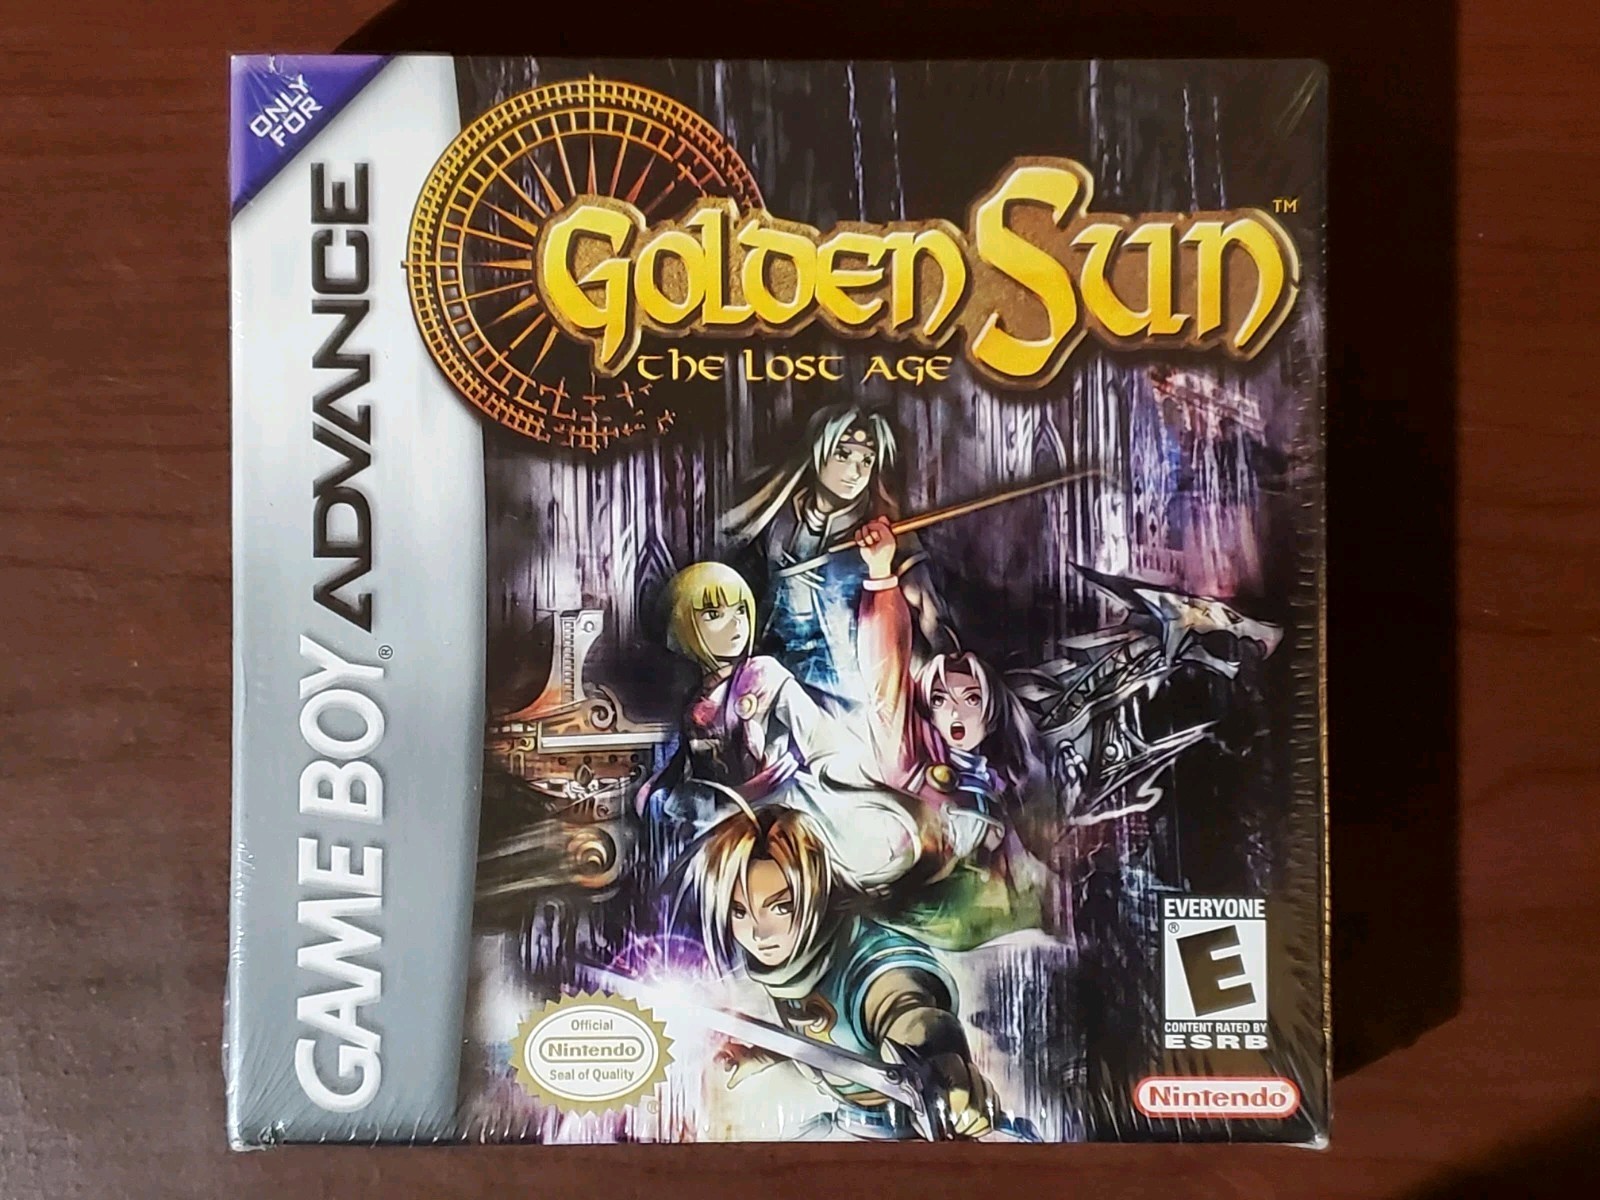 ONLY
FOR
GAME BOY ADVANCE
®
Golden Sun
™
The Lost Age
EVERYONE
®
E
CONTENT RATED BY
ESRB
Official
Nintendo
Seal of Quality
®
Nintendo®